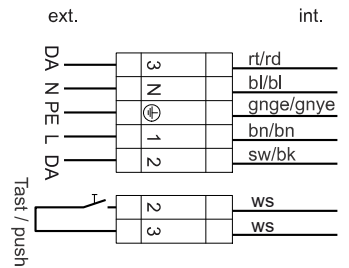 ext. int.
DA 3 rt/rd
N N bl/bl
PE gnge/gnye
L 1 bn/bn
DA 2 sw/bk
Tast / push
2 ws
3 ws